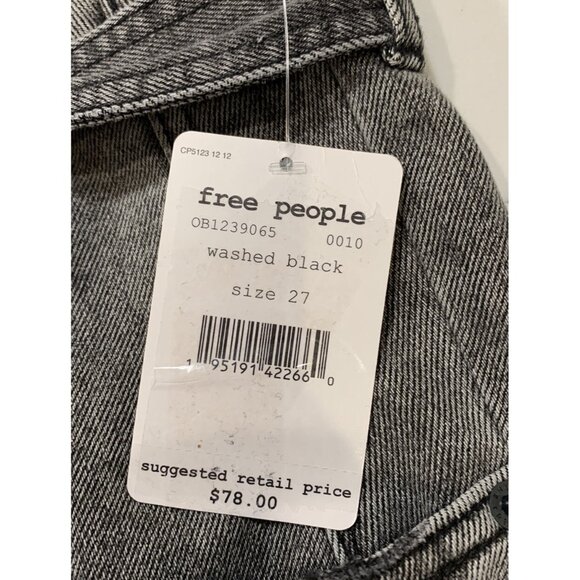 CP5123 12 12
free people
OB1239065 0010
washed black
size 27
1 95191 42266 0
suggested retail price
$78.00